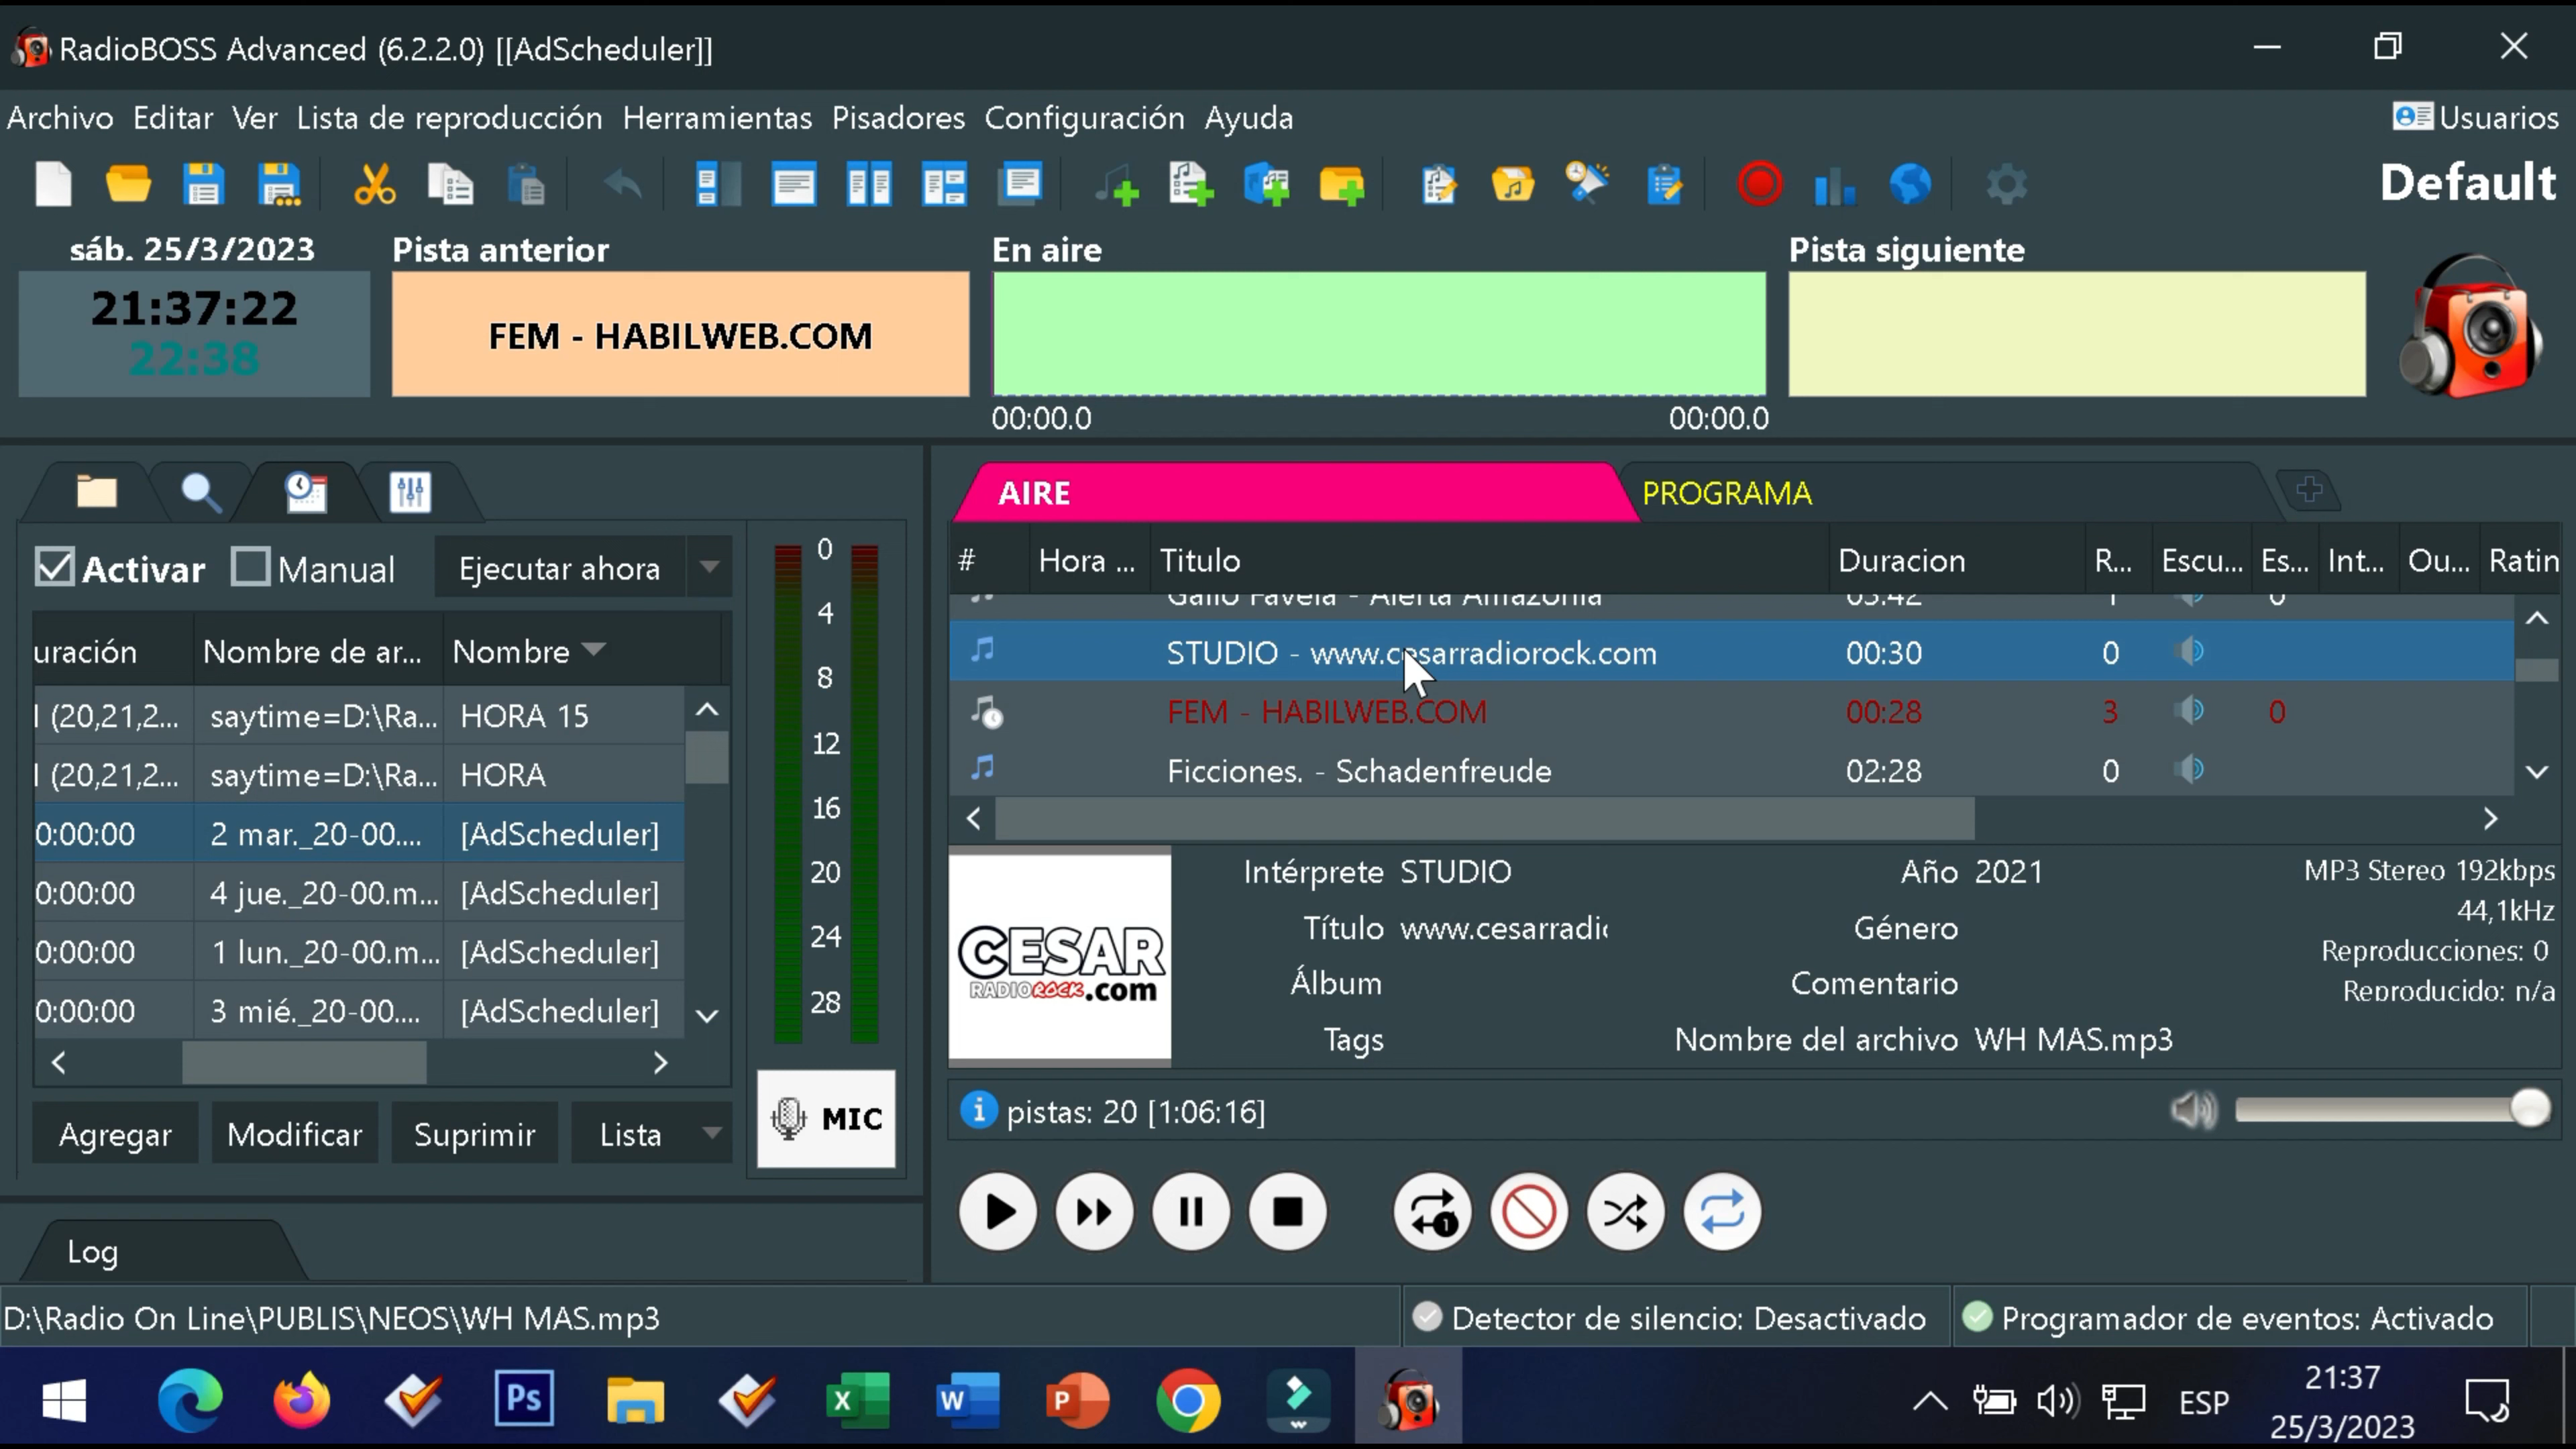 RadioBOSS Advanced (6.2.2.0) [[AdScheduler]]
Archivo Editar Ver Lista de reproducción Herramientas Pisadores Configuración Ayuda Usuarios
Default
sáb. 25/3/2023 Pista anterior En aire Pista siguiente
21:37:22
22:38
FEM - HABILWEB.COM
00:00.0 00:00.0
AIRE PROGRAMA
Activar Manual Ejecutar ahora
uración Nombre de ar... Nombre
l (20,21,2... saytime=D:\Ra... HORA 15
l (20,21,2... saytime=D:\Ra... HORA
0:00:00 2 mar._20-00.... [AdScheduler]
0:00:00 4 jue._20-00.m... [AdScheduler]
0:00:00 1 lun._20-00.m... [AdScheduler]
0:00:00 3 mié._20-00.... [AdScheduler]
Agregar Modificar Suprimir Lista
0
4
8
12
16
20
24
28
MIC
# Hora ... Titulo Duracion R... Escu... Es... Int... Ou... Ratin
Gallo Favela - Alerta Amazonia 03:42 1 0
STUDIO - www.cesarradiorock.com 00:30 0
FEM - HABILWEB.COM 00:28 3 0
Ficciones. - Schadenfreude 02:28 0
CESAR
RADIOROCK.com
Intérprete STUDIO Año 2021
Título www.cesarradi Género
Álbum Comentario
Tags Nombre del archivo WH MAS.mp3
MP3 Stereo 192kbps
44,1kHz
Reproducciones: 0
Reproducido: n/a
pistas: 20 [1:06:16]
Log
D:\Radio On Line\PUBLIS\NEOS\WH MAS.mp3 Detector de silencio: Desactivado Programador de eventos: Activado
Ps X W P ESP 21:37
25/3/2023